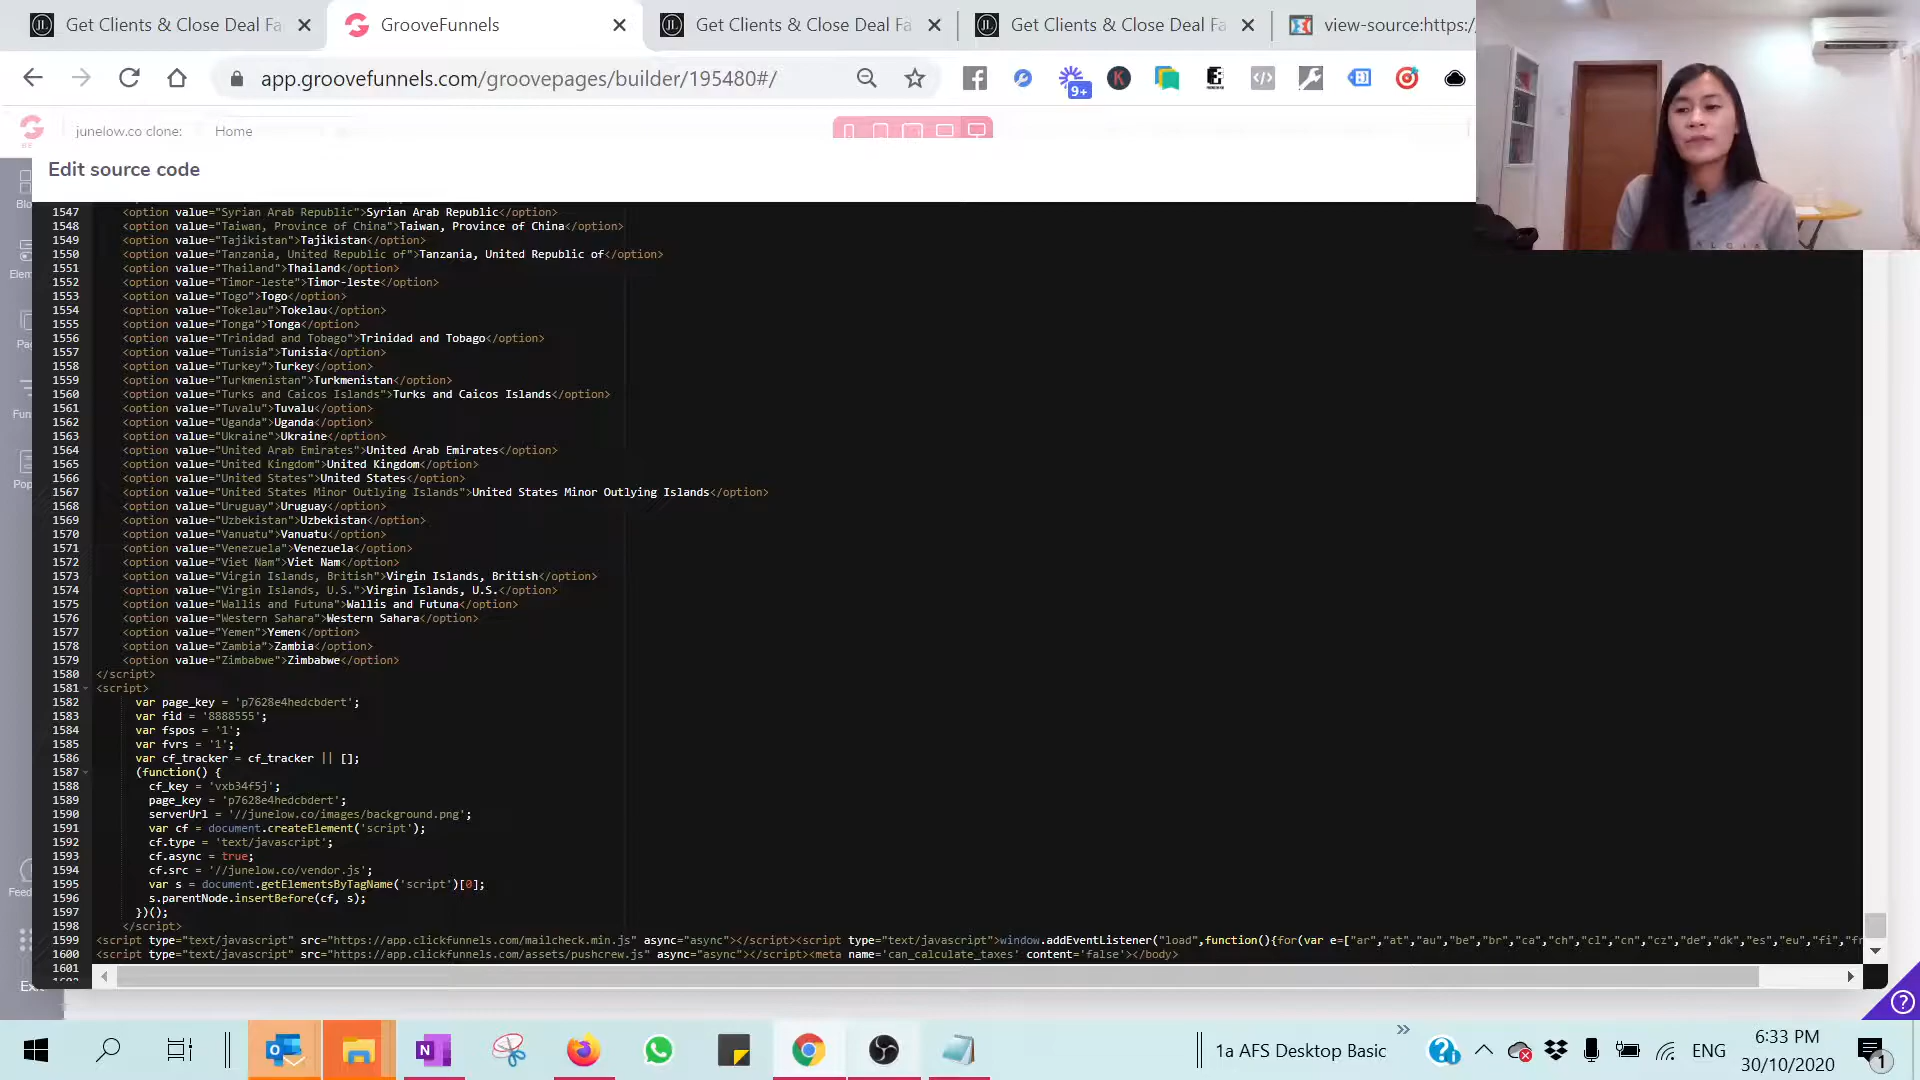 Get Clients & Close Deal Fa
GrooveFunnels
Get Clients & Close Deal Fa
Get Clients & Close Deal Fa
view-source:https:/
app.groovefunnels.com/groovepages/builder/195480#/
9+
junelow.co clone:
Home
Edit source code
1547 <option value="Syrian Arab Republic">Syrian Arab Republic</option>
1548 <option value="Taiwan, Province of China">Taiwan, Province of China</option>
1549 <option value="Tajikistan">Tajikistan</option>
1550 <option value="Tanzania, United Republic of">Tanzania, United Republic of</option>
1551 <option value="Thailand">Thailand</option>
1552 <option value="Timor-leste">Timor-leste</option>
1553 <option value="Togo">Togo</option>
1554 <option value="Tokelau">Tokelau</option>
1555 <option value="Tonga">Tonga</option>
1556 <option value="Trinidad and Tobago">Trinidad and Tobago</option>
1557 <option value="Tunisia">Tunisia</option>
1558 <option value="Turkey">Turkey</option>
1559 <option value="Turkmenistan">Turkmenistan</option>
1560 <option value="Turks and Caicos Islands">Turks and Caicos Islands</option>
1561 <option value="Tuvalu">Tuvalu</option>
1562 <option value="Uganda">Uganda</option>
1563 <option value="Ukraine">Ukraine</option>
1564 <option value="United Arab Emirates">United Arab Emirates</option>
1565 <option value="United Kingdom">United Kingdom</option>
1566 <option value="United States">United States</option>
1567 <option value="United States Minor Outlying Islands">United States Minor Outlying Islands</option>
1568 <option value="Uruguay">Uruguay</option>
1569 <option value="Uzbekistan">Uzbekistan</option>
1570 <option value="Vanuatu">Vanuatu</option>
1571 <option value="Venezuela">Venezuela</option>
1572 <option value="Viet Nam">Viet Nam</option>
1573 <option value="Virgin Islands, British">Virgin Islands, British</option>
1574 <option value="Virgin Islands, U.S.">Virgin Islands, U.S.</option>
1575 <option value="Wallis and Futuna">Wallis and Futuna</option>
1576 <option value="Western Sahara">Western Sahara</option>
1577 <option value="Yemen">Yemen</option>
1578 <option value="Zambia">Zambia</option>
1579 <option value="Zimbabwe">Zimbabwe</option>
1580 </script>
1581 <script>
1582 var page_key = 'p7628e4hedcbdert';
1583 var fid = '8888555';
1584 var fspos = '1';
1585 var fvrs = '1';
1586 var cf_tracker = cf_tracker || [];
1587 (function() {
1588 cf_key = 'vxb34f5j';
1589 page_key = 'p7628e4hedcbdert';
1590 serverUrl = '//junelow.co/images/background.png';
1591 var cf = document.createElement('script');
1592 cf.type = 'text/javascript';
1593 cf.async = true;
1594 cf.src = '//junelow.co/vendor.js';
1595 var s = document.getElementsByTagName('script')[0];
1596 s.parentNode.insertBefore(cf, s);
1597 })();
1598 </script>
1599 <script type="text/javascript" src="https://app.clickfunnels.com/mailcheck.min.js" async="async"></script><script type="text/javascript">window.addEventListener("load",function(){for(var e=["ar","at","au","be","br","ca","ch","cl","cn","cz","de","dk","es","eu","fi","fr
1600 <script type="text/javascript" src="https://app.clickfunnels.com/assets/pushcrew.js" async="async"></script><meta name='can_calculate_taxes' content='false'></body>
1601
1a AFS Desktop Basic
ENG
6:33 PM
30/10/2020
1